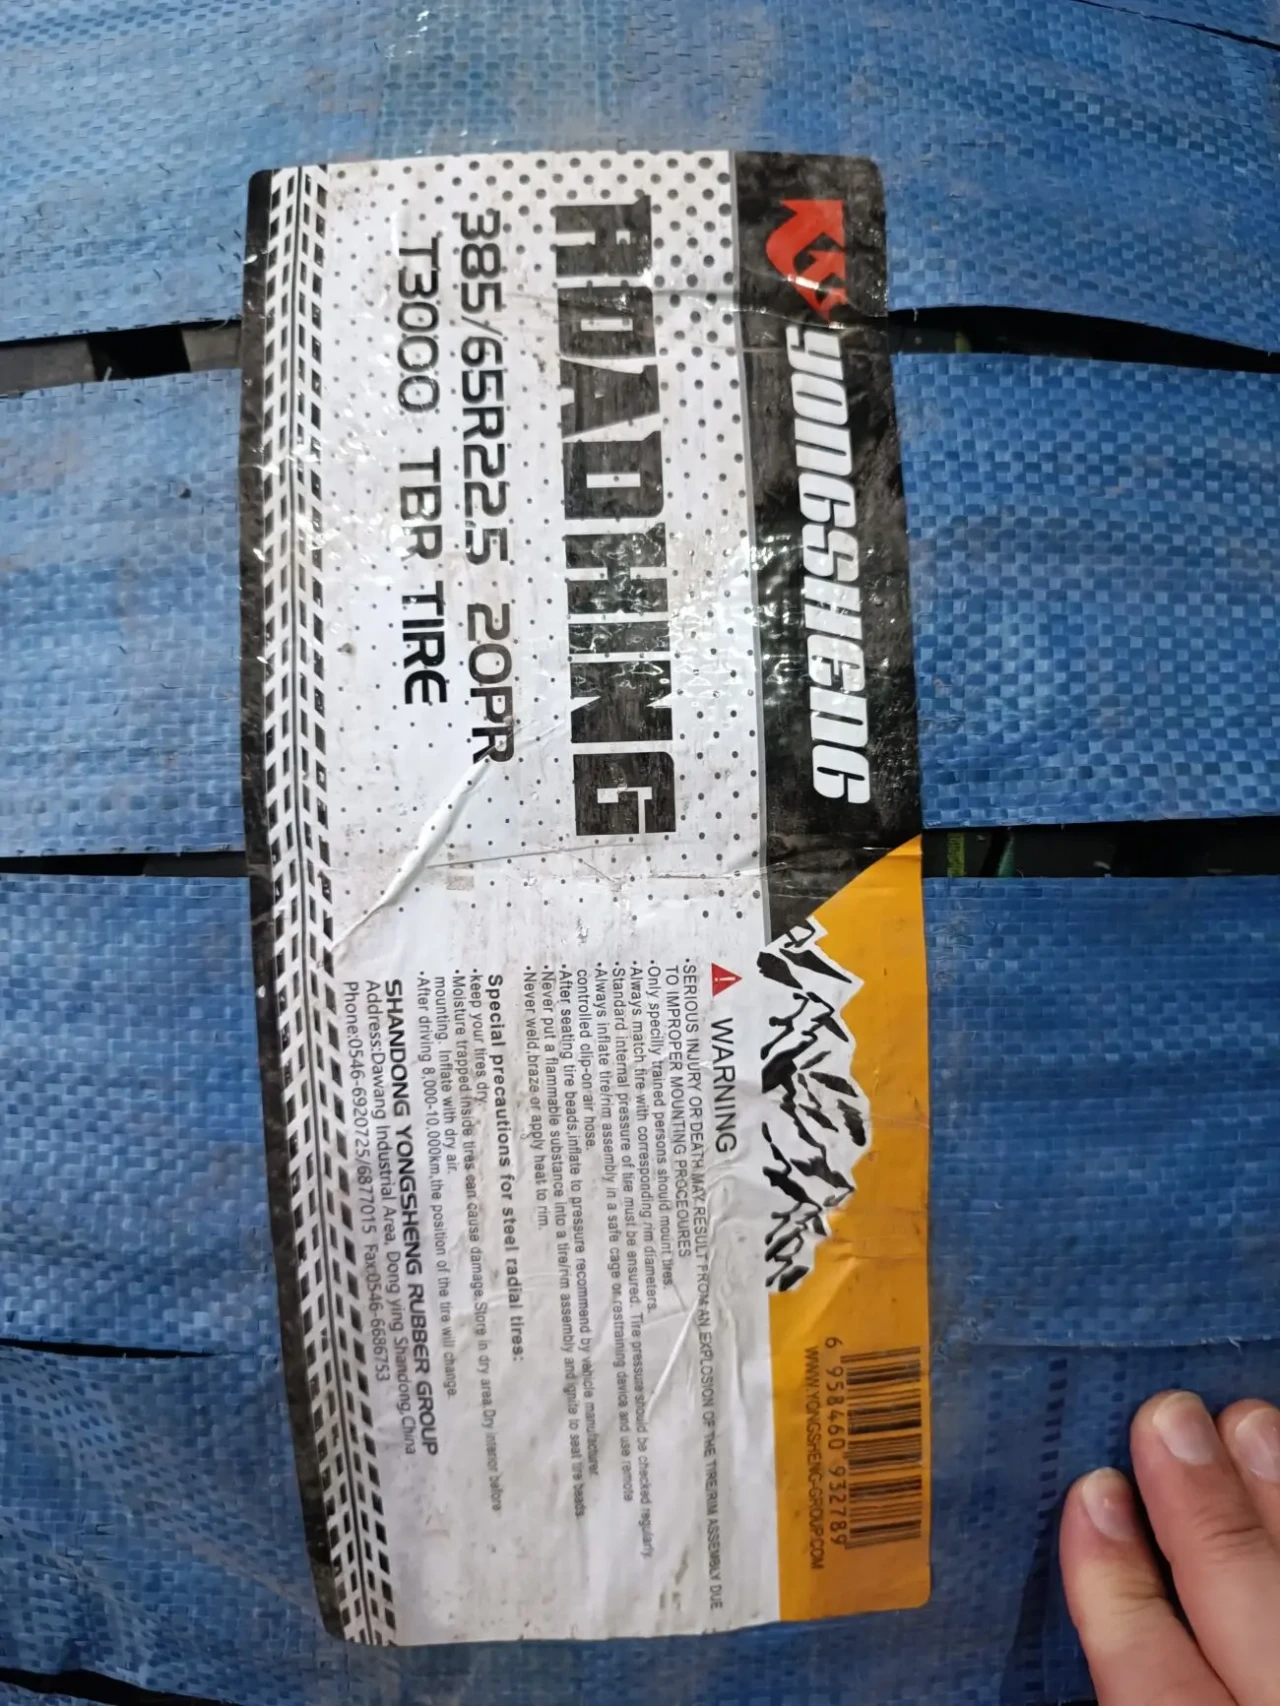 YONGSHENG
ROADHING
385/65R22.5 20PR
T3000 TBR TIRE
WARNING
•SERIOUS INJURY OR DEATH MAY RESULT FROM AN EXPLOSION OF THE TIRE/RIM ASSEMBLY DUE
TO IMPROPER MOUNTING PROCEOURES
•Only specilly trained persons should mount tires.
•Always match fire with corresponding rim diameters.
•Standard internal pressure of tire must be ensured. Tire pressure should be checked regularly.
•Always inflate tire/rim assembly in a safe cage or restraining device and use remote
controlled clip-on air hose.
•After seating tire beads,inflate to pressure recommend by vehicle manufacturer.
•Never put a flammable substance into a tire/rim assembly and ignite to seat tire beads.
•Never weld,braze or apply heat to rim.
Special precautions for steel radial tires:
•keep your tires dry.
•Moisture trapped inside tires can cause damage.Store in dry area.Dry interior before
mounting. Inflate with dry air.
•After driving 8,000-10,000km,the position of the tire will change.
SHANDONG YONGSHENG RUBBER GROUP
Address:Dawang Industrial Area, Dong ying Shandong,China
Phone:0546-6920725/6877015 Fax:0546-6686753
6 958460 932789
WWW.YONGSHENG-GROUP.COM